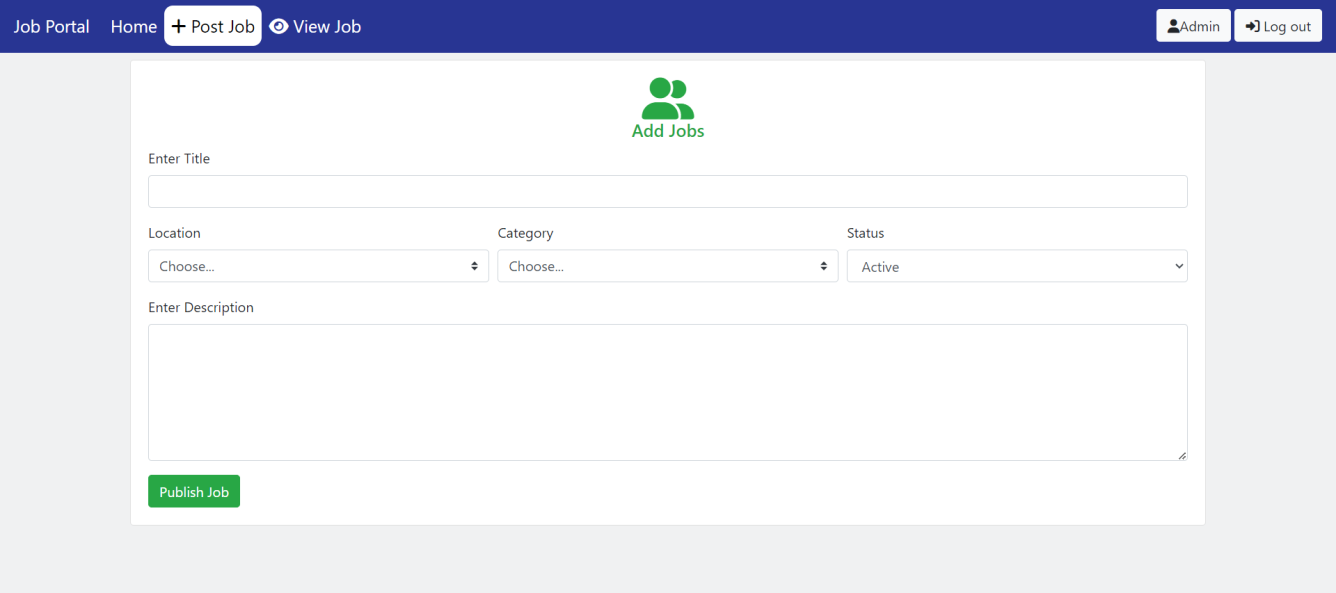 Job Portal Home + Post Job View Job Admin Log out
Add Jobs
Enter Title
Location Category Status
Choose... Choose... Active
Enter Description
Publish Job